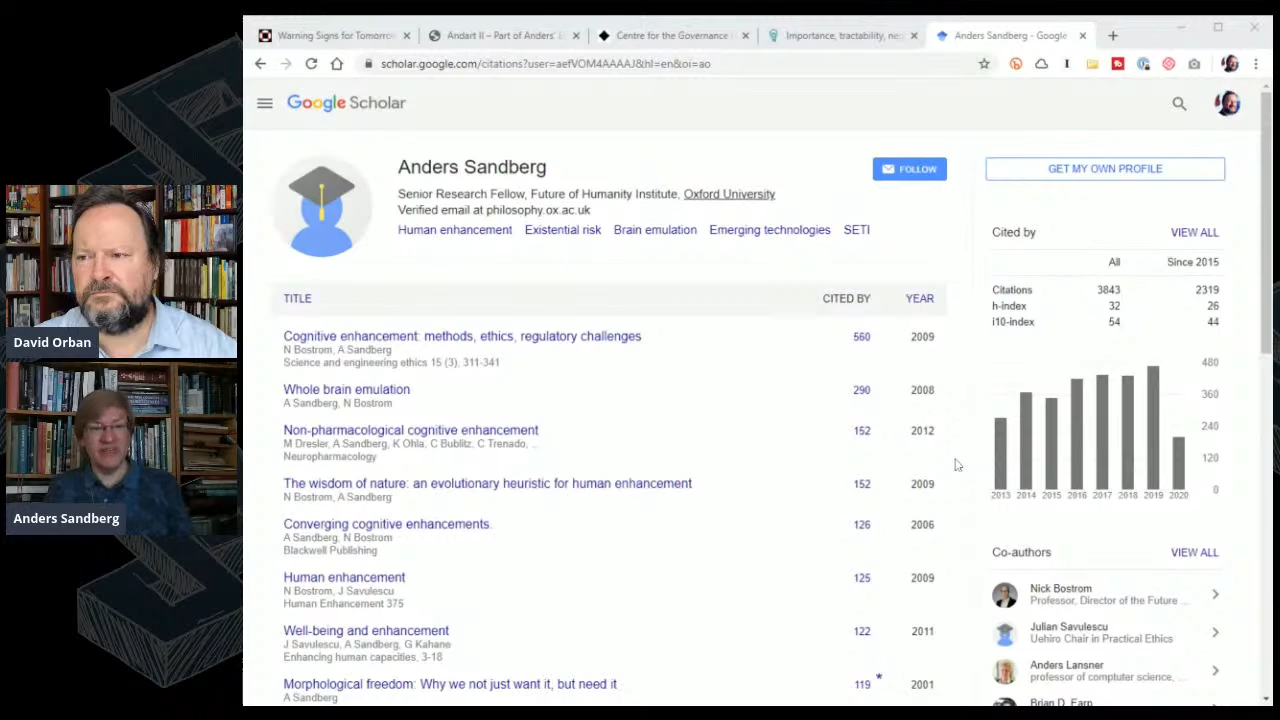 Warning Signs for Tomorrow
Andart II – Part of Anders'
Centre for the Governance
Importance, tractability, ne
Anders Sandberg - Google
scholar.google.com/citations?user=aefVOM4AAAAJ&hl=en&oi=ao
Google Scholar
Anders Sandberg
FOLLOW
GET MY OWN PROFILE
Senior Research Fellow, Future of Humanity Institute, Oxford University
Verified email at philosophy.ox.ac.uk
Human enhancement Existential risk Brain emulation Emerging technologies SETI
Cited by VIEW ALL
All Since 2015
Citations 3843 2319
h-index 32 26
i10-index 54 44
TITLE CITED BY YEAR
Cognitive enhancement: methods, ethics, regulatory challenges 560 2009
N Bostrom, A Sandberg
Science and engineering ethics 15 (3), 311-341
Whole brain emulation 290 2008
A Sandberg, N Bostrom
Non-pharmacological cognitive enhancement 152 2012
M Dresler, A Sandberg, K Ohla, C Bublitz, C Trenado, ...
Neuropharmacology
The wisdom of nature: an evolutionary heuristic for human enhancement 152 2009
N Bostrom, A Sandberg
Converging cognitive enhancements. 126 2006
A Sandberg, N Bostrom
Blackwell Publishing
Human enhancement 125 2009
N Bostrom, J Savulescu
Human Enhancement 375
Well-being and enhancement 122 2011
J Savulescu, A Sandberg, G Kahane
Enhancing human capacities, 3-18
Morphological freedom: Why we not just want it, but need it 119 * 2001
A Sandberg
480
360
240
120
0
2013 2014 2015 2016 2017 2018 2019 2020
Co-authors VIEW ALL
Nick Bostrom
Professor, Director of the Future ...
Julian Savulescu
Uehiro Chair in Practical Ethics
Anders Lansner
professor of computer science, ...
Brian D. Earp
David Orban
Anders Sandberg